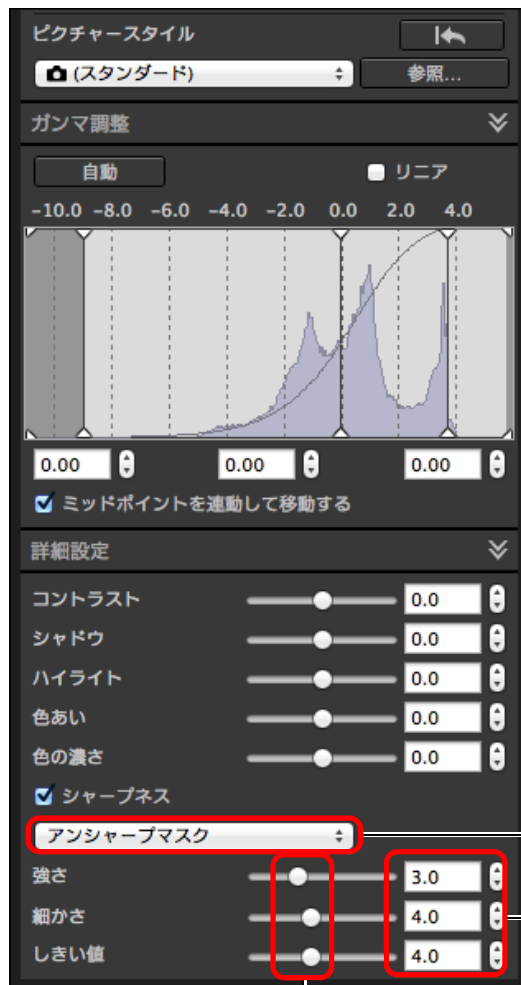 ピクチャースタイル
(スタンダード)
参照...
ガンマ調整
自動
リニア
-10.0 -8.0 -6.0 -4.0 -2.0 0.0 2.0 4.0
0.00 0.00 0.00
ミッドポイントを連動して移動する
詳細設定
コントラスト 0.0
シャドウ 0.0
ハイライト 0.0
色あい 0.0
色の濃さ 0.0
シャープネス
アンシャープマスク
強さ 3.0
細かさ 4.0
しきい値 4.0